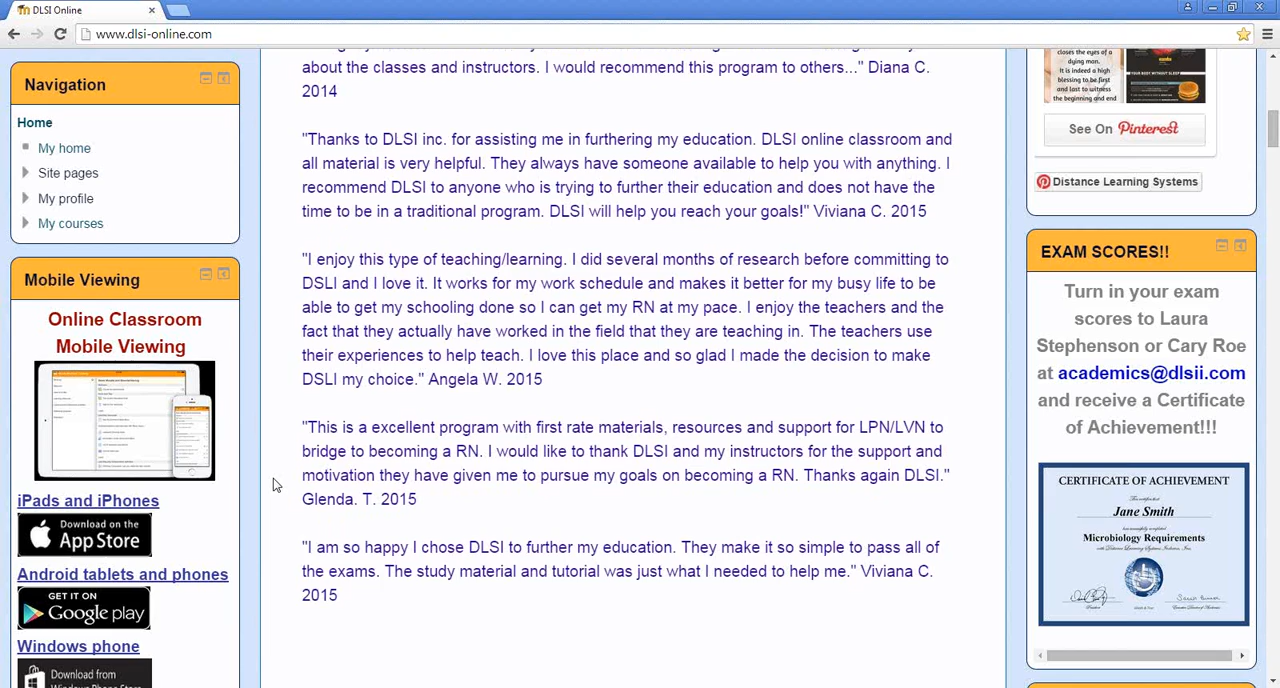 DLSI Online
www.dlsi-online.com
Navigation
Home
My home
Site pages
My profile
My courses
Mobile Viewing
Online Classroom
Mobile Viewing
iPads and iPhones
Download on the
App Store
Android tablets and phones
GET IT ON
Google play
Windows phone
Download from
about the classes and instructors. I would recommend this program to others..." Diana C.
2014
"Thanks to DLSI inc. for assisting me in furthering my education. DLSI online classroom and
all material is very helpful. They always have someone available to help you with anything. I
recommend DLSI to anyone who is trying to further their education and does not have the
time to be in a traditional program. DLSI will help you reach your goals!" Viviana C. 2015
"I enjoy this type of teaching/learning. I did several months of research before committing to
DSLI and I love it. It works for my work schedule and makes it better for my busy life to be
able to get my schooling done so I can get my RN at my pace. I enjoy the teachers and the
fact that they actually have worked in the field that they are teaching in. The teachers use
their experiences to help teach. I love this place and so glad I made the decision to make
DSLI my choice." Angela W. 2015
"This is a excellent program with first rate materials, resources and support for LPN/LVN to
bridge to becoming a RN. I would like to thank DLSI and my instructors for the support and
motivation they have given me to pursue my goals on becoming a RN. Thanks again DLSI."
Glenda. T. 2015
"I am so happy I chose DLSI to further my education. They make it so simple to pass all of
the exams. The study material and tutorial was just what I needed to help me." Viviana C.
2015
closes the eyes of a
dying man.
It is indeed a high
blessing to be first
and last to witness
the beginning and end
See On Pinterest
Distance Learning Systems
EXAM SCORES!!
Turn in your exam
scores to Laura
Stephenson or Cary Roe
at academics@dlsii.com
and receive a Certificate
of Achievement!!!
CERTIFICATE OF ACHIEVEMENT
Jane Smith
Microbiology Requirements